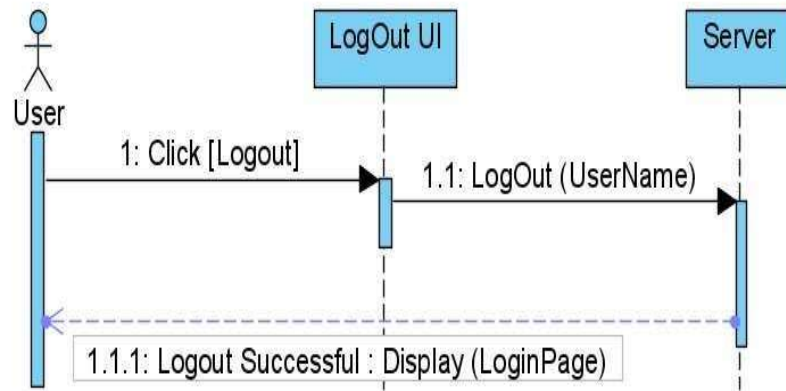 LogOut UI
Server
User
1: Click [Logout]
1.1: LogOut (UserName)
1.1.1: Logout Successful : Display (LoginPage)